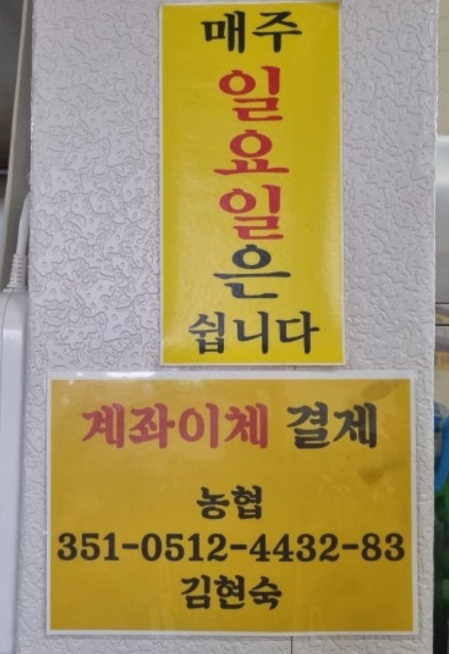 매주
일
요
일
은
쉽니다
계좌이체 결제
농협
351-0512-4432-83
김현숙